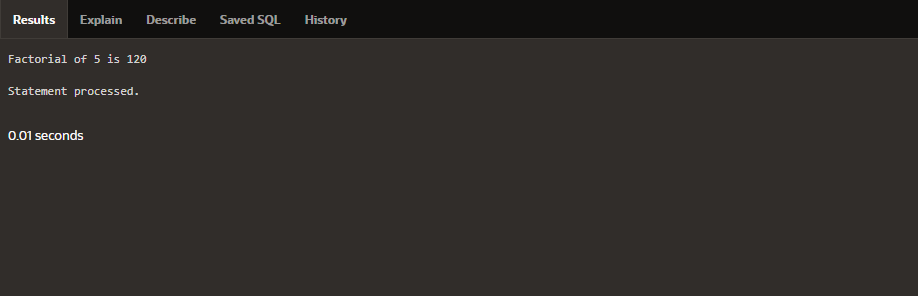 Results Explain Describe Saved SQL History
Factorial of 5 is 120
Statement processed.
0.01 seconds